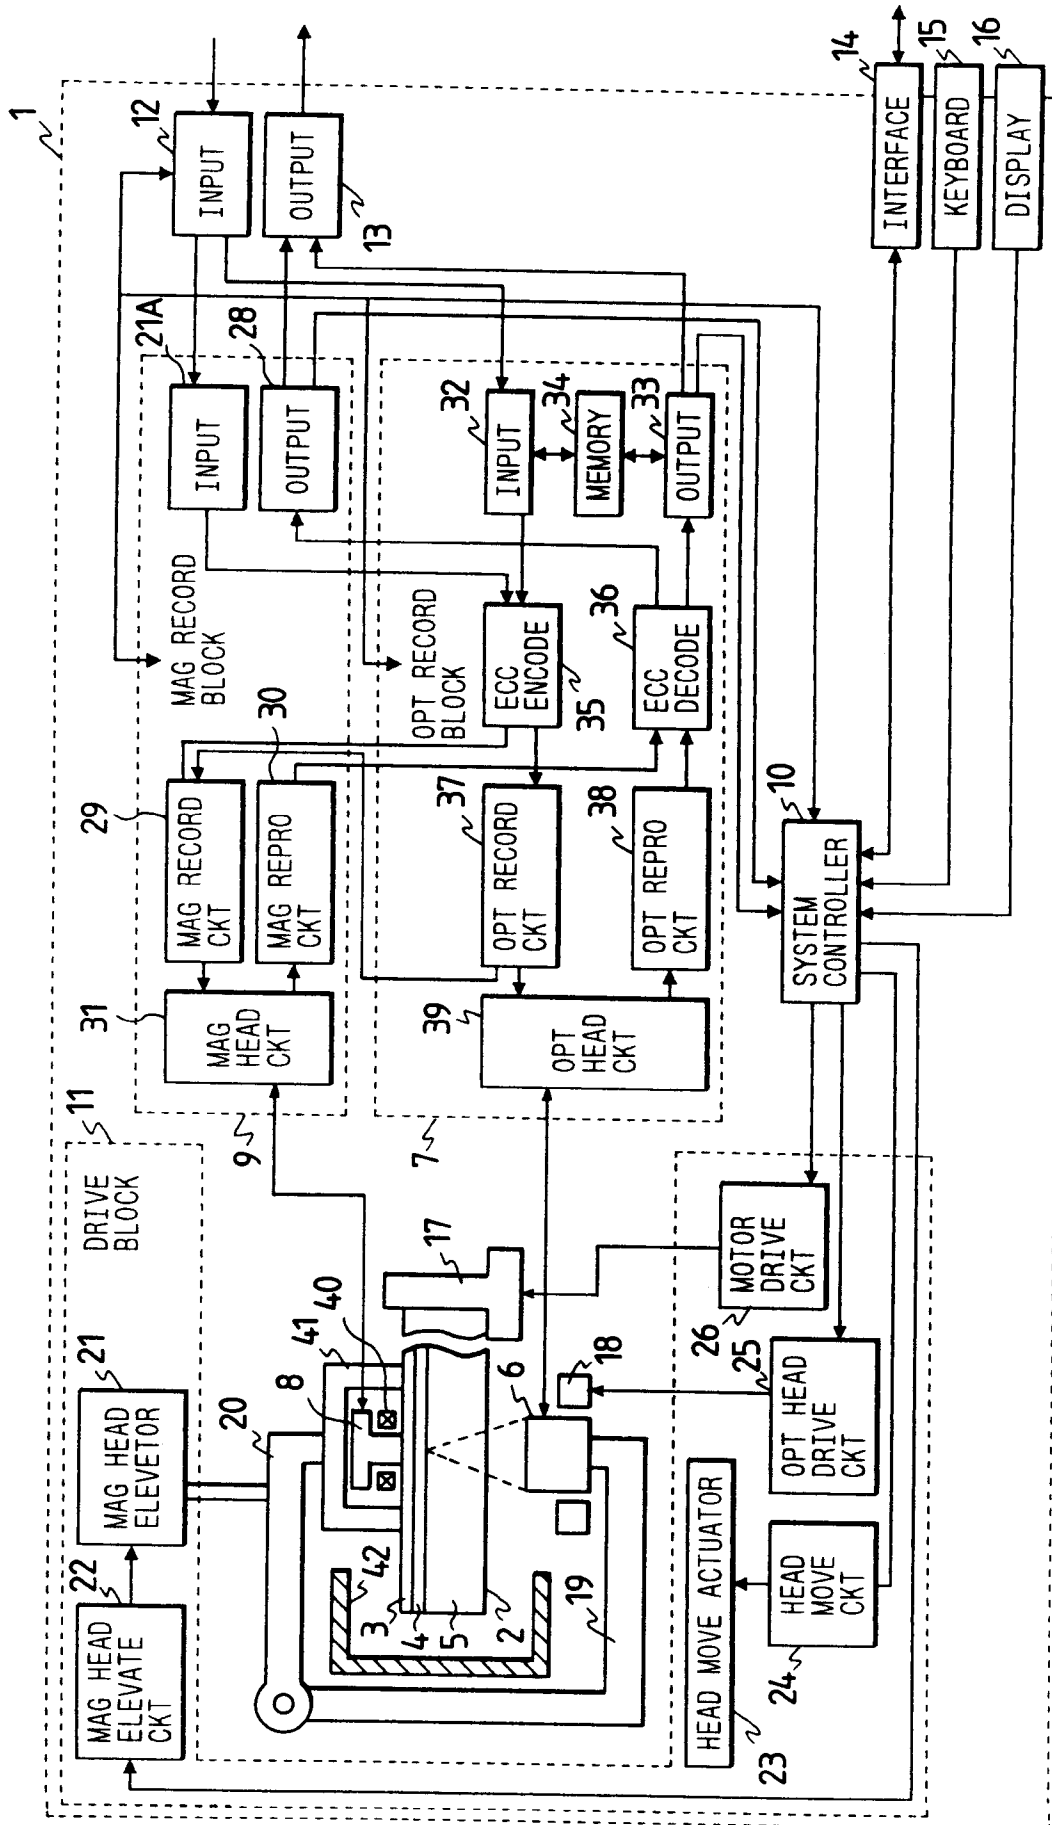 1
11
DRIVE
BLOCK
MAG HEAD
ELEVATE
CKT
22
MAG HEAD
ELEVETOR
21
20
41
40
8
17
42
3
4
5
2
6
18
19
HEAD MOVE ACTUATOR
23
HEAD
MOVE
CKT
24
OPT HEAD
DRIVE
CKT
25
MOTOR
DRIVE
CKT
26
9
MAG
HEAD
CKT
31
MAG RECORD
CKT
29
MAG REPRO
CKT
30
MAG RECORD
BLOCK
INPUT
21A
OUTPUT
28
INPUT
12
OUTPUT
13
7
OPT
HEAD
CKT
39
OPT RECORD
CKT
37
OPT REPRO
CKT
38
OPT RECORD
BLOCK
ECC
ENCODE
35
ECC
DECODE
36
INPUT
32
MEMORY
34
OUTPUT
33
SYSTEM
CONTROLLER
10
INTERFACE
14
KEYBOARD
15
DISPLAY
16